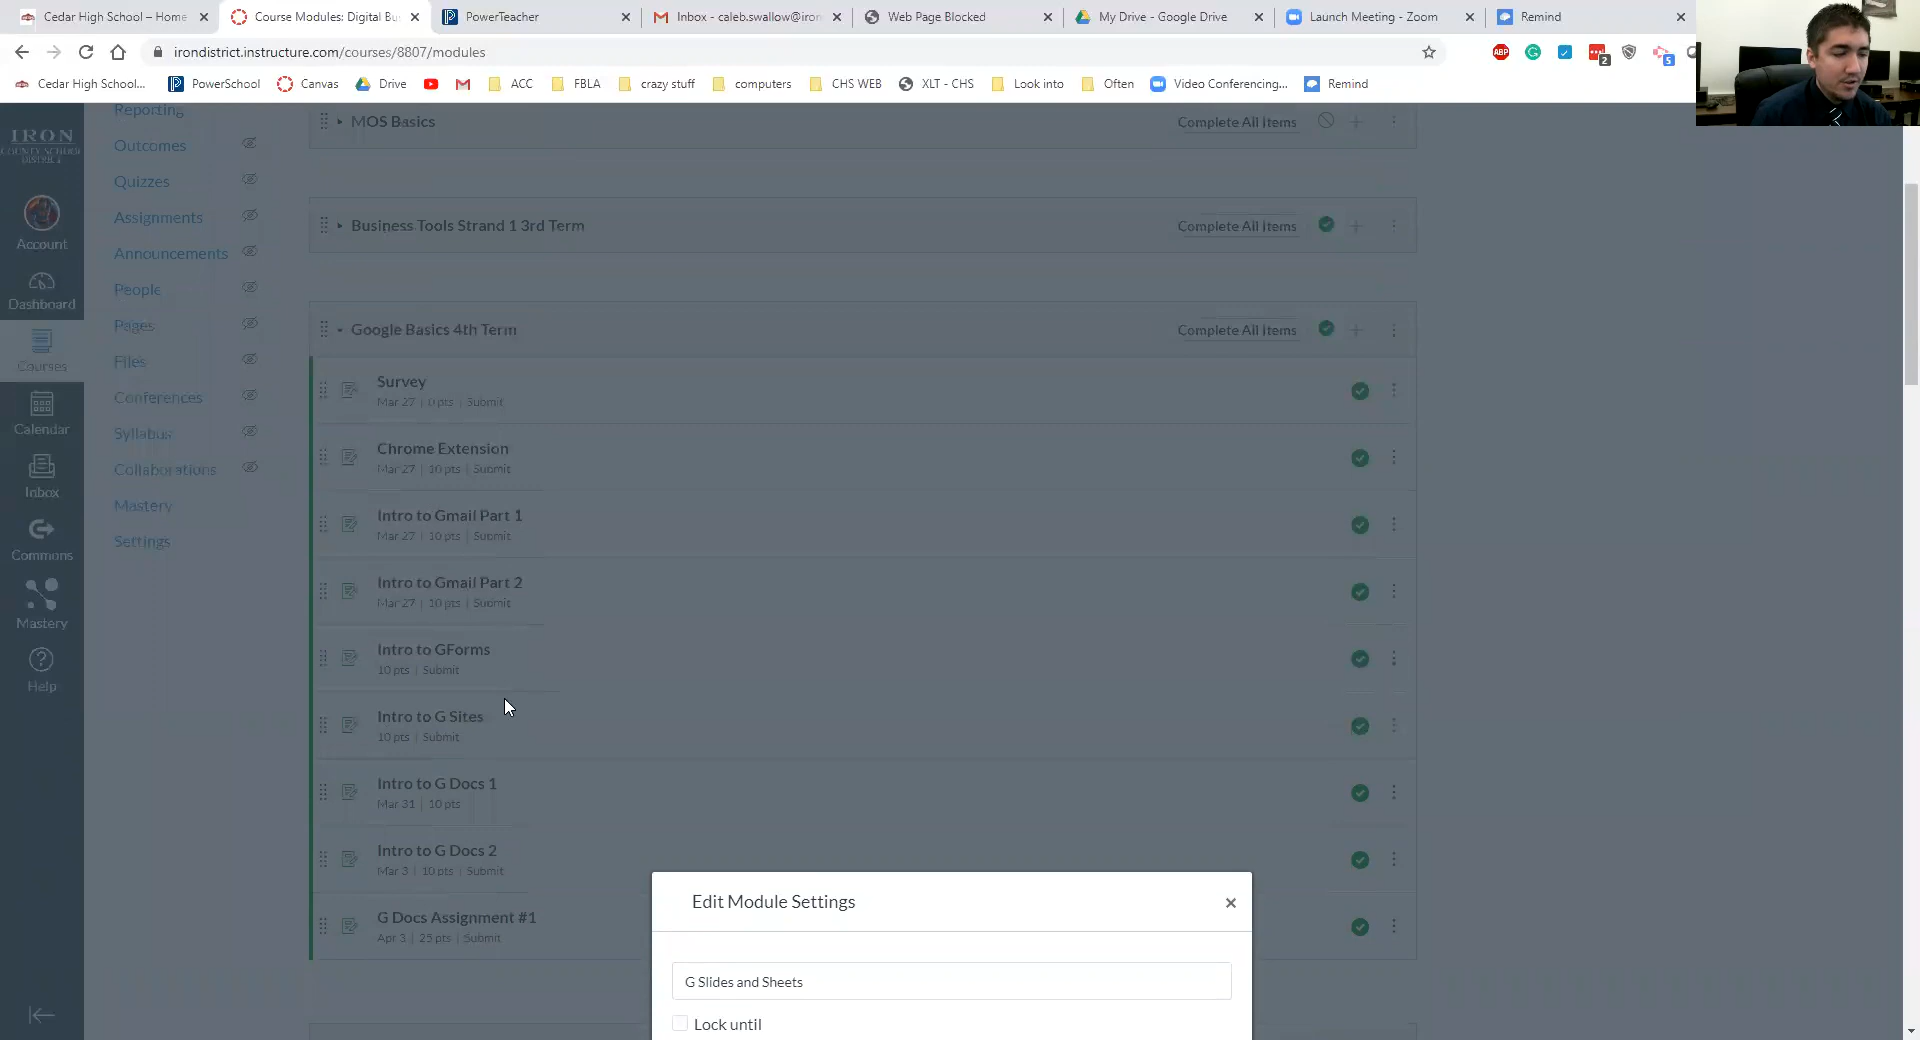 Cedar High School – Home
Course Modules: Digital Bu
PowerTeacher
Inbox - caleb.swallow@iron
Web Page Blocked
My Drive - Google Drive
Launch Meeting - Zoom
Remind
irondistrict.instructure.com/courses/8807/modules
ABP
2
5
Cedar High School...
PowerSchool
Canvas
Drive
ACC
FBLA
crazy stuff
computers
CHS WEB
XLT - CHS
Look into
Often
Video Conferencing...
Remind
IRON
COUNTY SCHOOL
DISTRICT
Account
Dashboard
Courses
Calendar
Inbox
Commons
Mastery
Help
Reporting
Outcomes
Quizzes
Assignments
Announcements
People
Pages
Files
Conferences
Syllabus
Collaborations
Mastery
Settings
MOS Basics
Complete All Items
Business Tools Strand 1 3rd Term
Complete All Items
Google Basics 4th Term
Complete All Items
Survey
Mar 27 | 0 pts | Submit
Chrome Extension
Mar 27 | 10 pts | Submit
Intro to Gmail Part 1
Mar 27 | 10 pts | Submit
Intro to Gmail Part 2
Mar 27 | 10 pts | Submit
Intro to GForms
10 pts | Submit
Intro to G Sites
10 pts | Submit
Intro to G Docs 1
Mar 31 | 10 pts
Intro to G Docs 2
Mar 3 | 10 pts | Submit
G Docs Assignment #1
Apr 3 | 25 pts | Submit
Edit Module Settings
G Slides and Sheets
Lock until